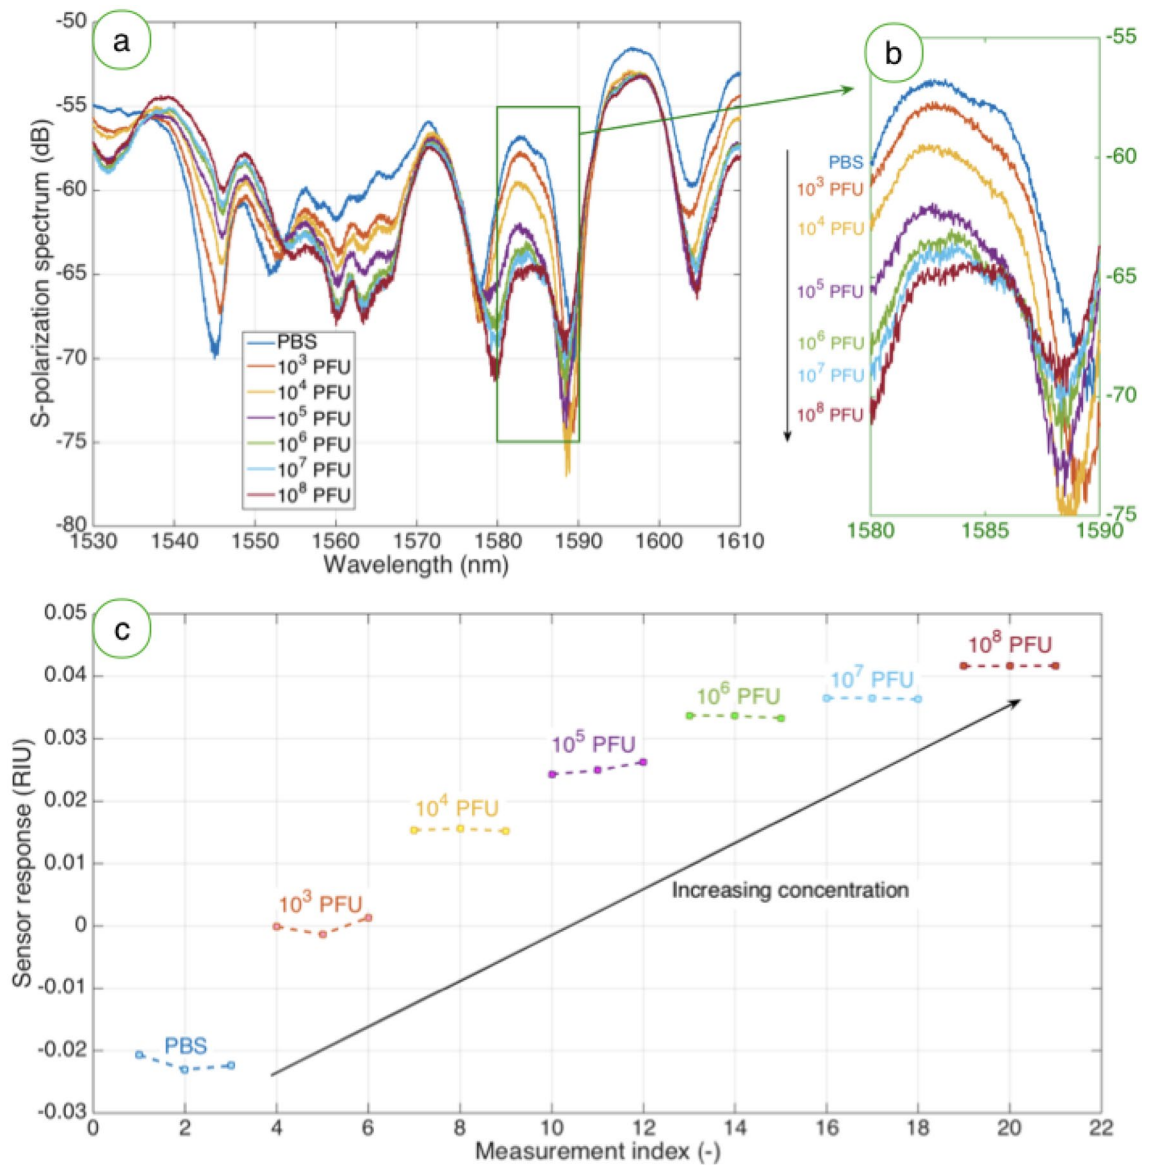 a
-50
-55
-60
-65
-70
-75
-80
S-polarization spectrum (dB)
PBS
10³ PFU
10⁴ PFU
10⁵ PFU
10⁶ PFU
10⁷ PFU
10⁸ PFU
1530 1540 1550 1560 1570 1580 1590 1600 1610
Wavelength (nm)
b
-55
-60
-65
-70
-75
PBS
10³ PFU
10⁴ PFU
10⁵ PFU
10⁶ PFU
10⁷ PFU
10⁸ PFU
1580 1585 1590
c
0.05
0.04
0.03
0.02
0.01
0
-0.01
-0.02
-0.03
Sensor response (RIU)
10⁸ PFU
10⁷ PFU
10⁶ PFU
10⁵ PFU
10⁴ PFU
10³ PFU
PBS
Increasing concentration
0 2 4 6 8 10 12 14 16 18 20 22
Measurement index (-)